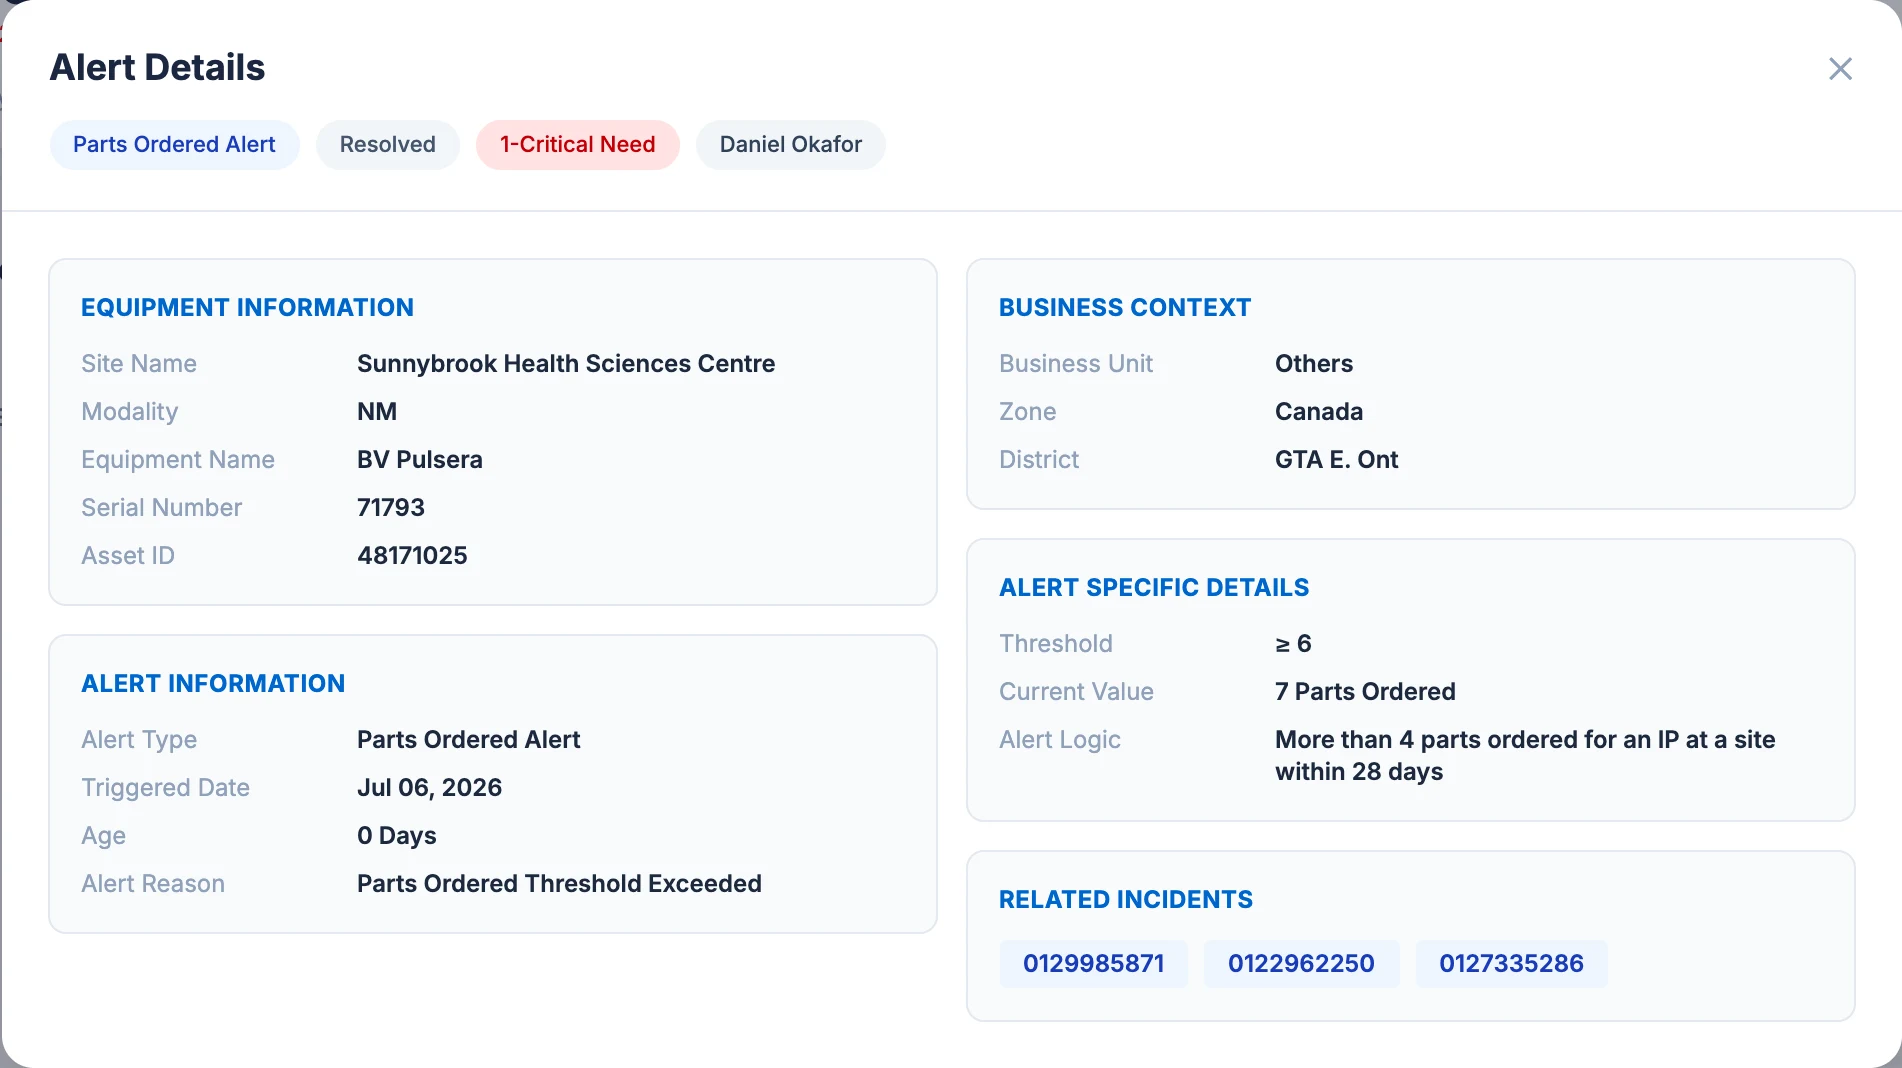 Alert Details
Parts Ordered Alert Resolved 1-Critical Need Daniel Okafor
EQUIPMENT INFORMATION
Site Name Sunnybrook Health Sciences Centre
Modality NM
Equipment Name BV Pulsera
Serial Number 71793
Asset ID 48171025
ALERT INFORMATION
Alert Type Parts Ordered Alert
Triggered Date Jul 06, 2026
Age 0 Days
Alert Reason Parts Ordered Threshold Exceeded
BUSINESS CONTEXT
Business Unit Others
Zone Canada
District GTA E. Ont
ALERT SPECIFIC DETAILS
Threshold ≥ 6
Current Value 7 Parts Ordered
Alert Logic More than 4 parts ordered for an IP at a site
within 28 days
RELATED INCIDENTS
0129985871 0122962250 0127335286